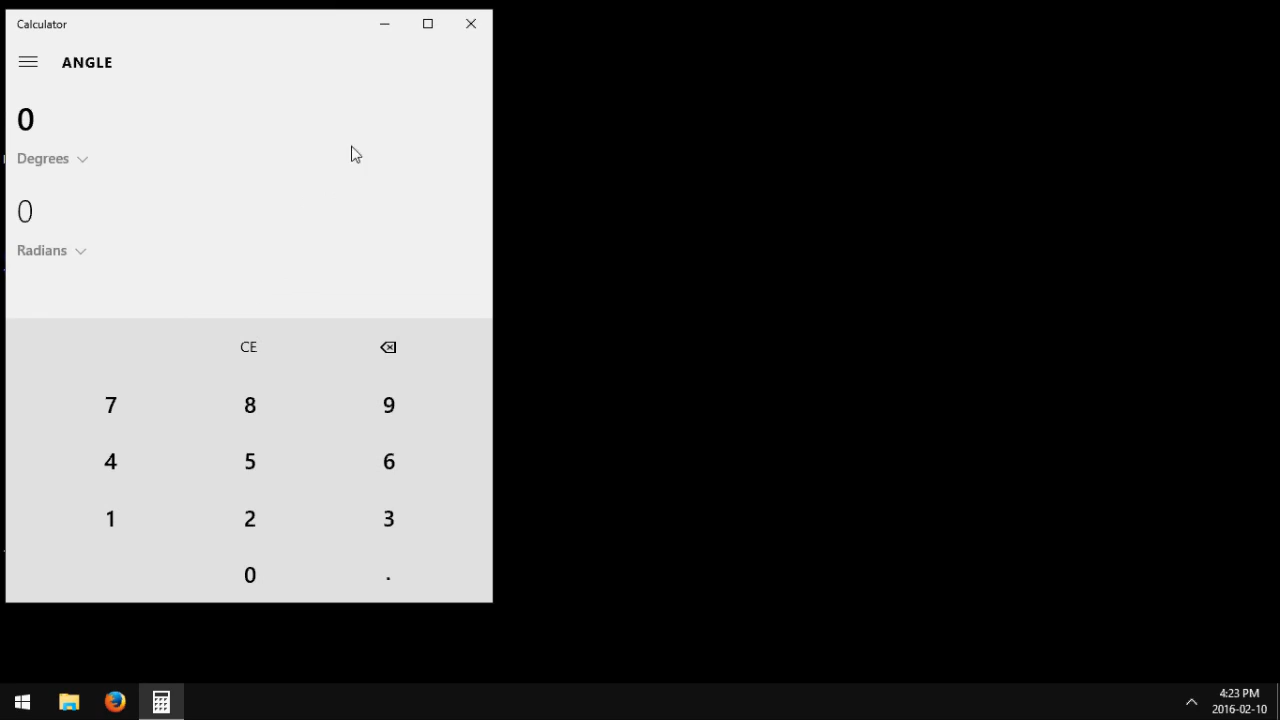 Calculator
ANGLE
0
Degrees
0
Radians
CE
7 8 9
4 5 6
1 2 3
0 .
4:23 PM
2016-02-10